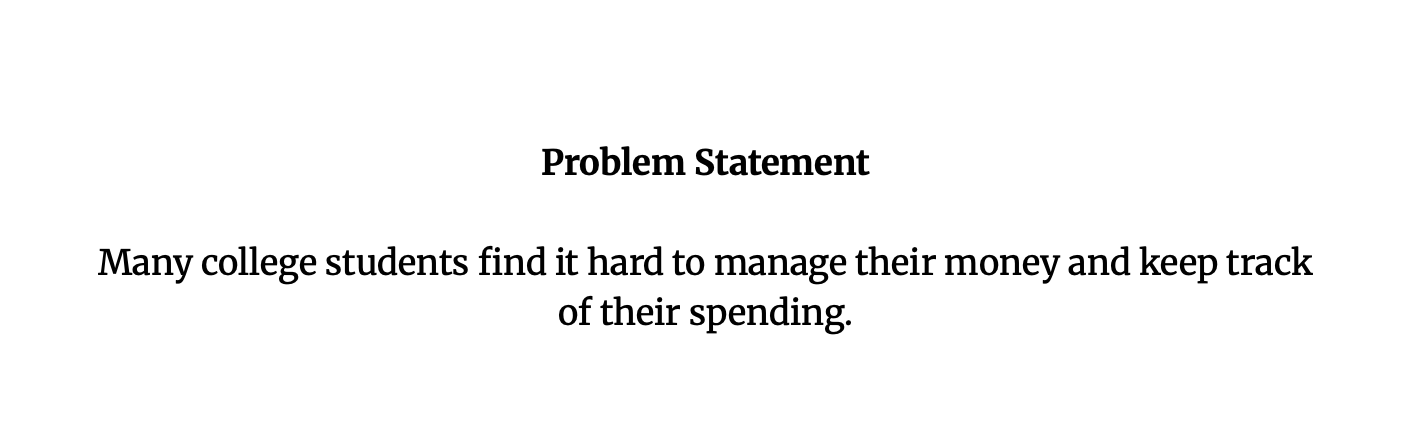 Problem Statement
Many college students find it hard to manage their money and keep track
of their spending.